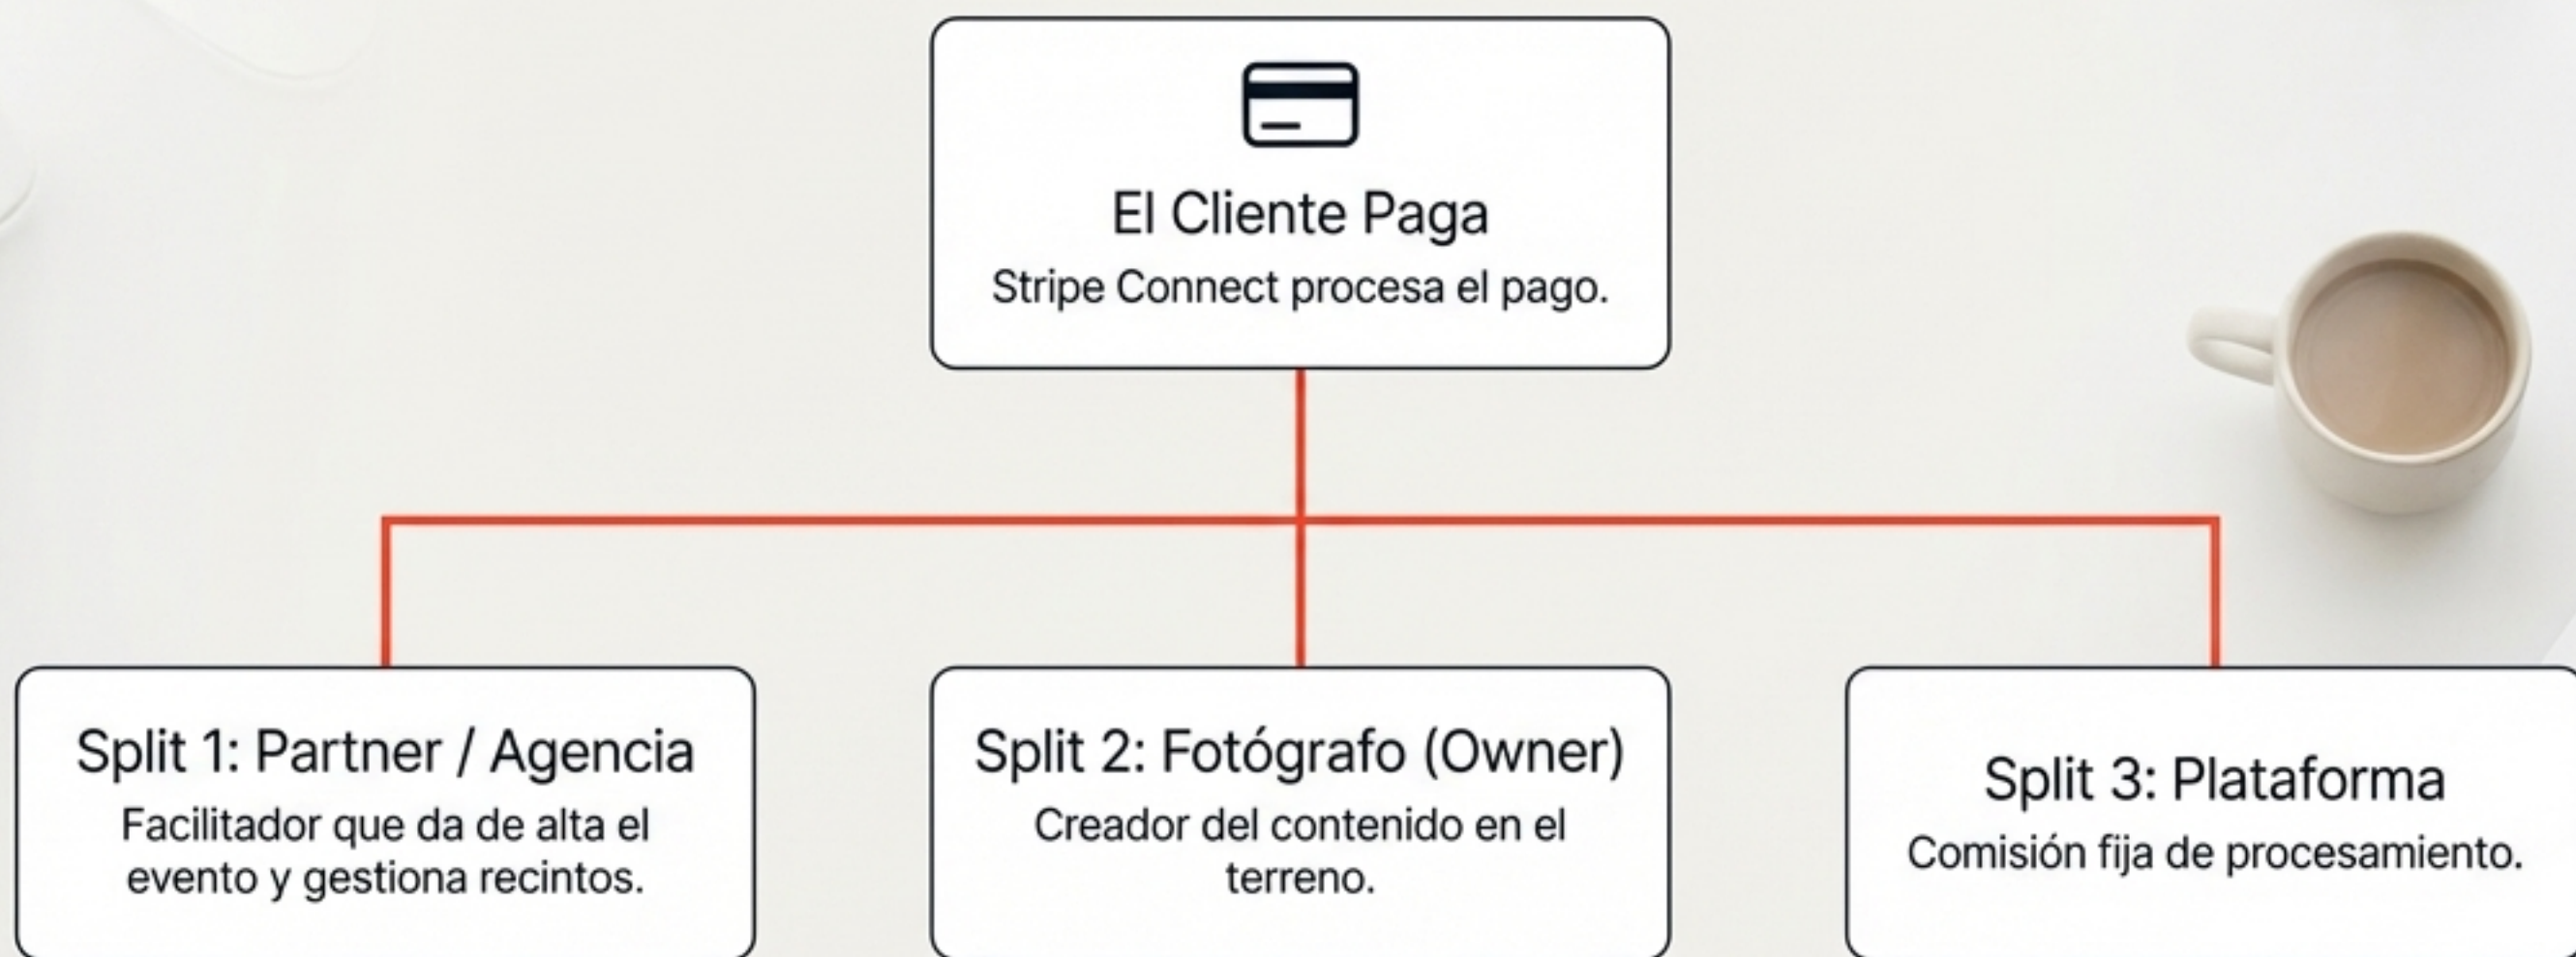 El Cliente Paga
Stripe Connect procesa el pago.
Split 1: Partner / Agencia
Facilitador que da de alta el
evento y gestiona recintos.
Split 2: Fotógrafo (Owner)
Creador del contenido en el
terreno.
Split 3: Plataforma
Comisión fija de procesamiento.